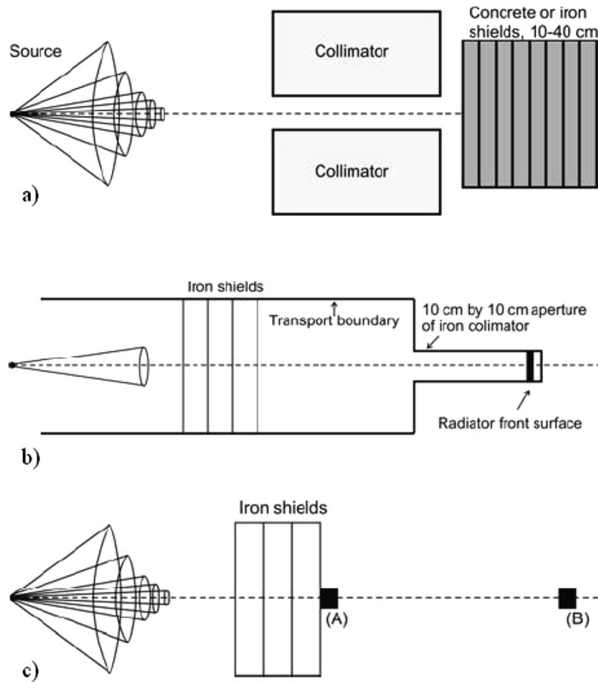 Concrete or iron
shields, 10-40 cm
Source
Collimator
Collimator
a)
Iron shields
Transport boundary
10 cm by 10 cm aperture
of iron colimator
Radiator front surface
b)
Iron shields
(A)
(B)
c)